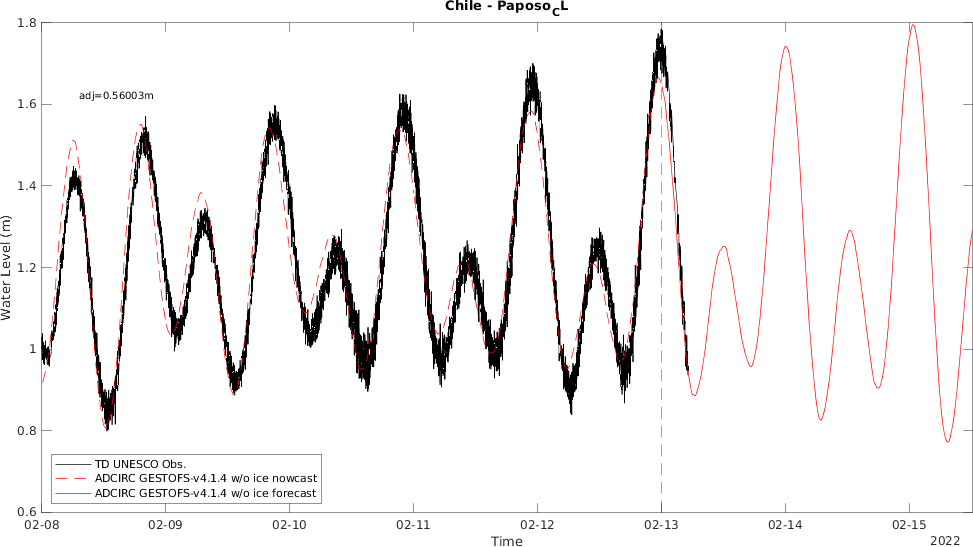 Chile - Paposo_CL
1.8
adj=0.56003m
1.6
1.4
1.2
1
0.8
0.6
Water Level (m)
TD UNESCO Obs.
ADCIRC GESTOFS-v4.1.4 w/o ice nowcast
ADCIRC GESTOFS-v4.1.4 w/o ice forecast
02-08 02-09 02-10 02-11 02-12 02-13 02-14 02-15
Time
2022